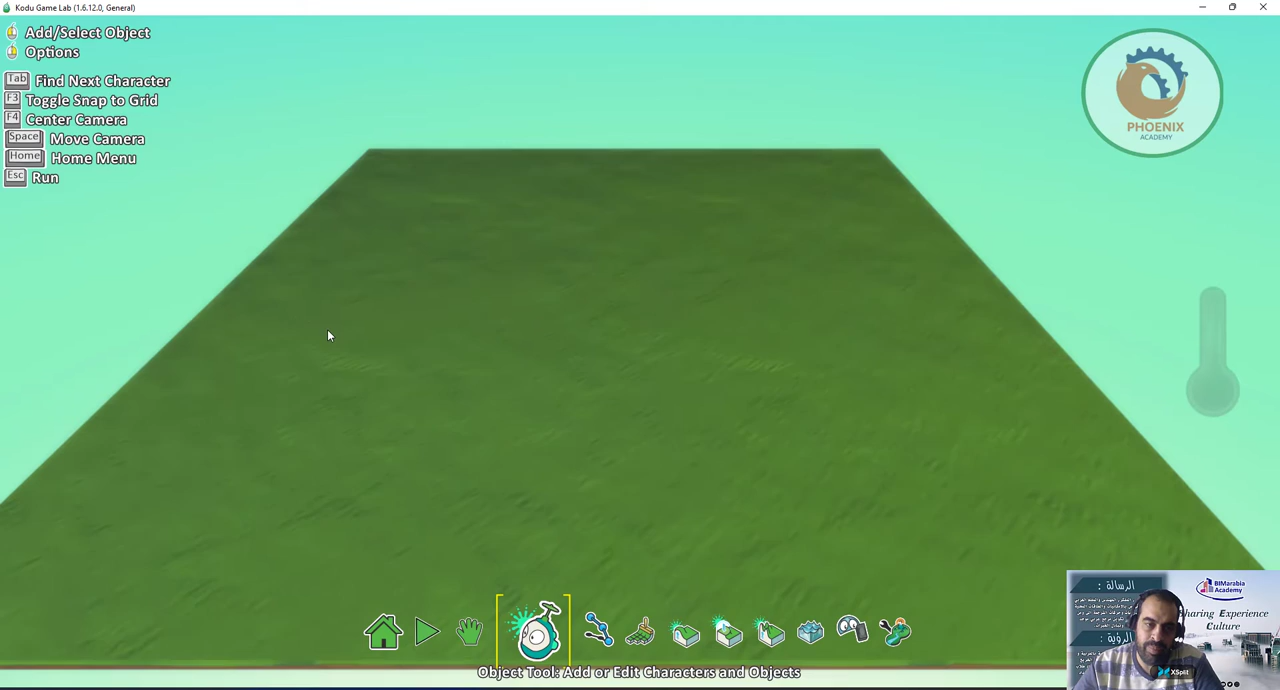 Kodu Game Lab (1.6.12.0, General)
Add/Select Object
Options
Tab Find Next Character
F3 Toggle Snap to Grid
F4 Center Camera
Space Move Camera
Home Home Menu
Esc Run
PHOENIX
ACADEMY
Object Tool: Add or Edit Characters and Objects
الرسالة :
الرؤية :
BIMarabia
Academy
Sharing Experience
Culture
XSplit